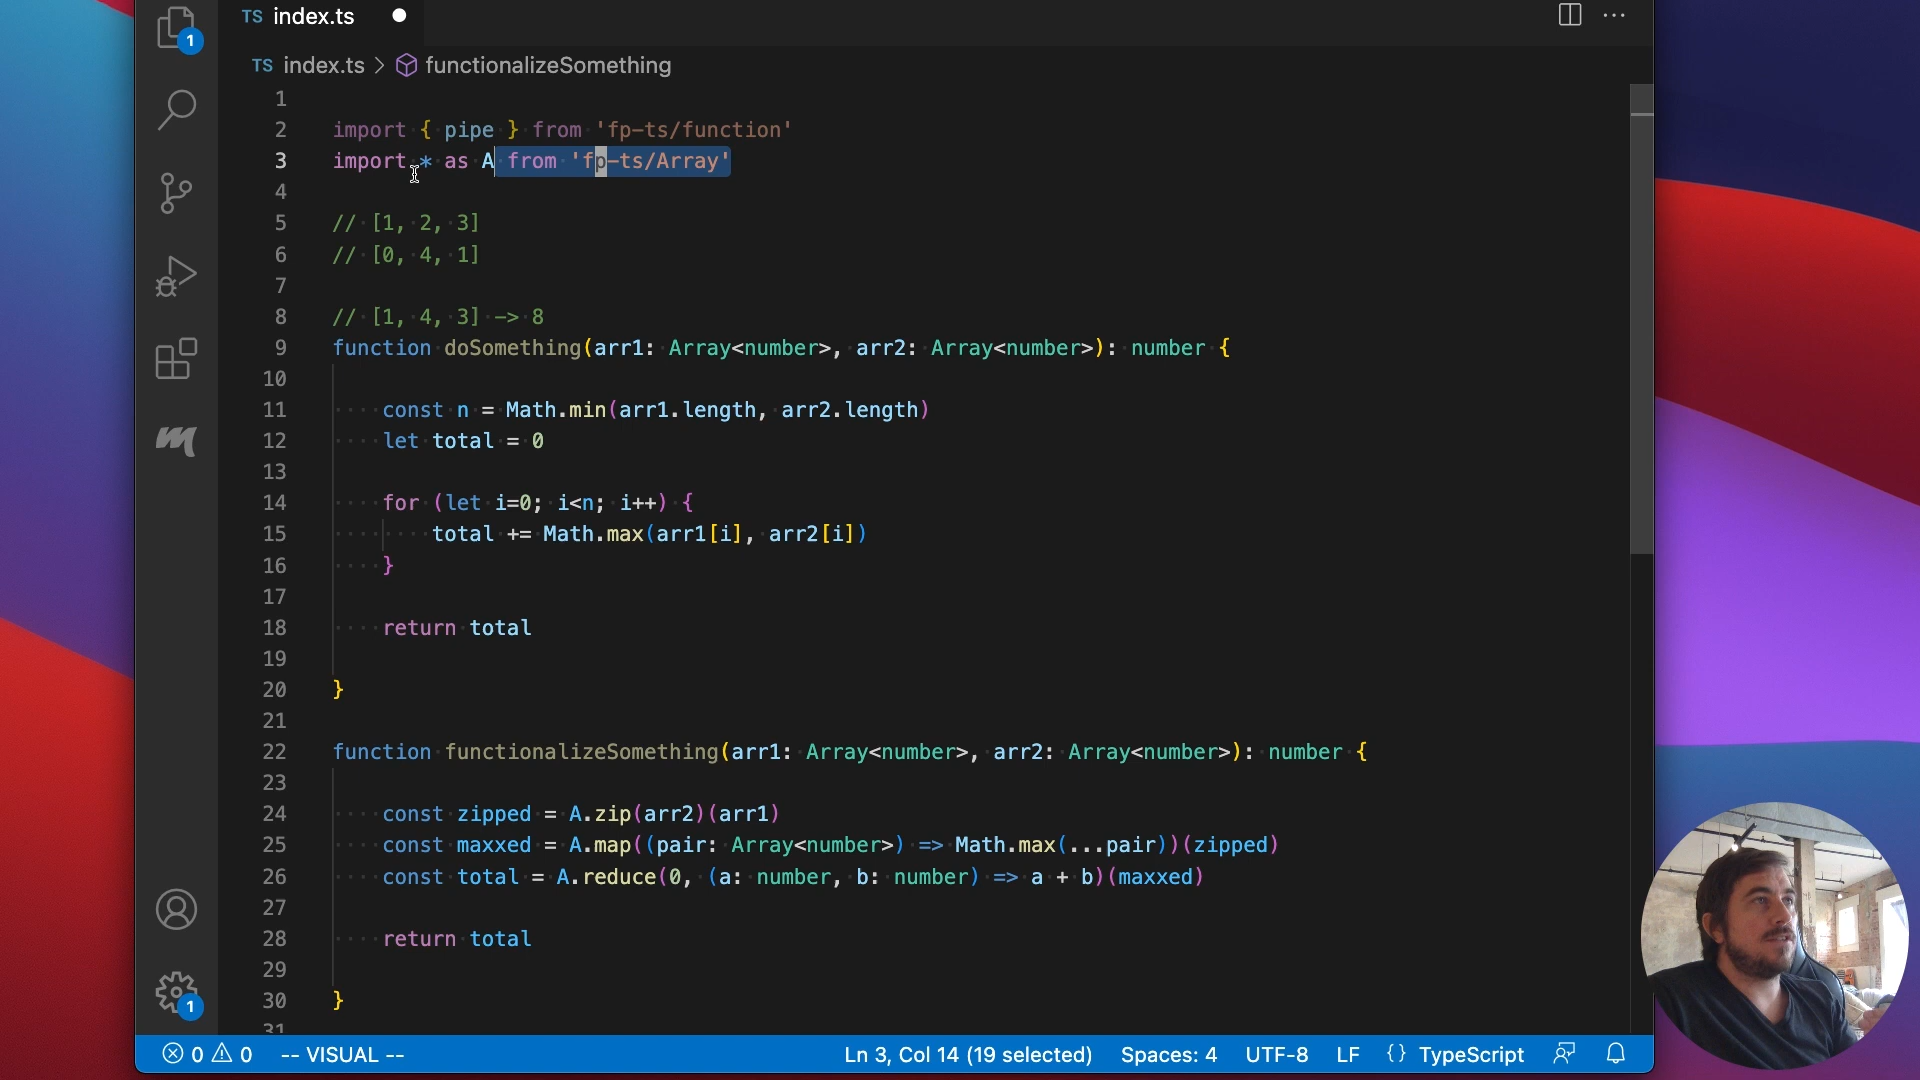 TS index.ts
1
TS index.ts > functionalizeSomething
1
2 import { pipe } from 'fp-ts/function'
3 import * as A from 'fp-ts/Array'
4
5 // [1, 2, 3]
6 // [0, 4, 1]
7
8 // [1, 4, 3] -> 8
9 function doSomething(arr1: Array<number>, arr2: Array<number>): number {
10
11 const n = Math.min(arr1.length, arr2.length)
12 let total = 0
13
14 for (let i=0; i<n; i++) {
15 total += Math.max(arr1[i], arr2[i])
16 }
17
18 return total
19
20 }
21
22 function functionalizeSomething(arr1: Array<number>, arr2: Array<number>): number {
23
24 const zipped = A.zip(arr2)(arr1)
25 const maxxed = A.map((pair: Array<number>) => Math.max(...pair))(zipped)
26 const total = A.reduce(0, (a: number, b: number) => a + b)(maxxed)
27
28 return total
29
30 }
31
1
0 0 -- VISUAL -- Ln 3, Col 14 (19 selected) Spaces: 4 UTF-8 LF {} TypeScript